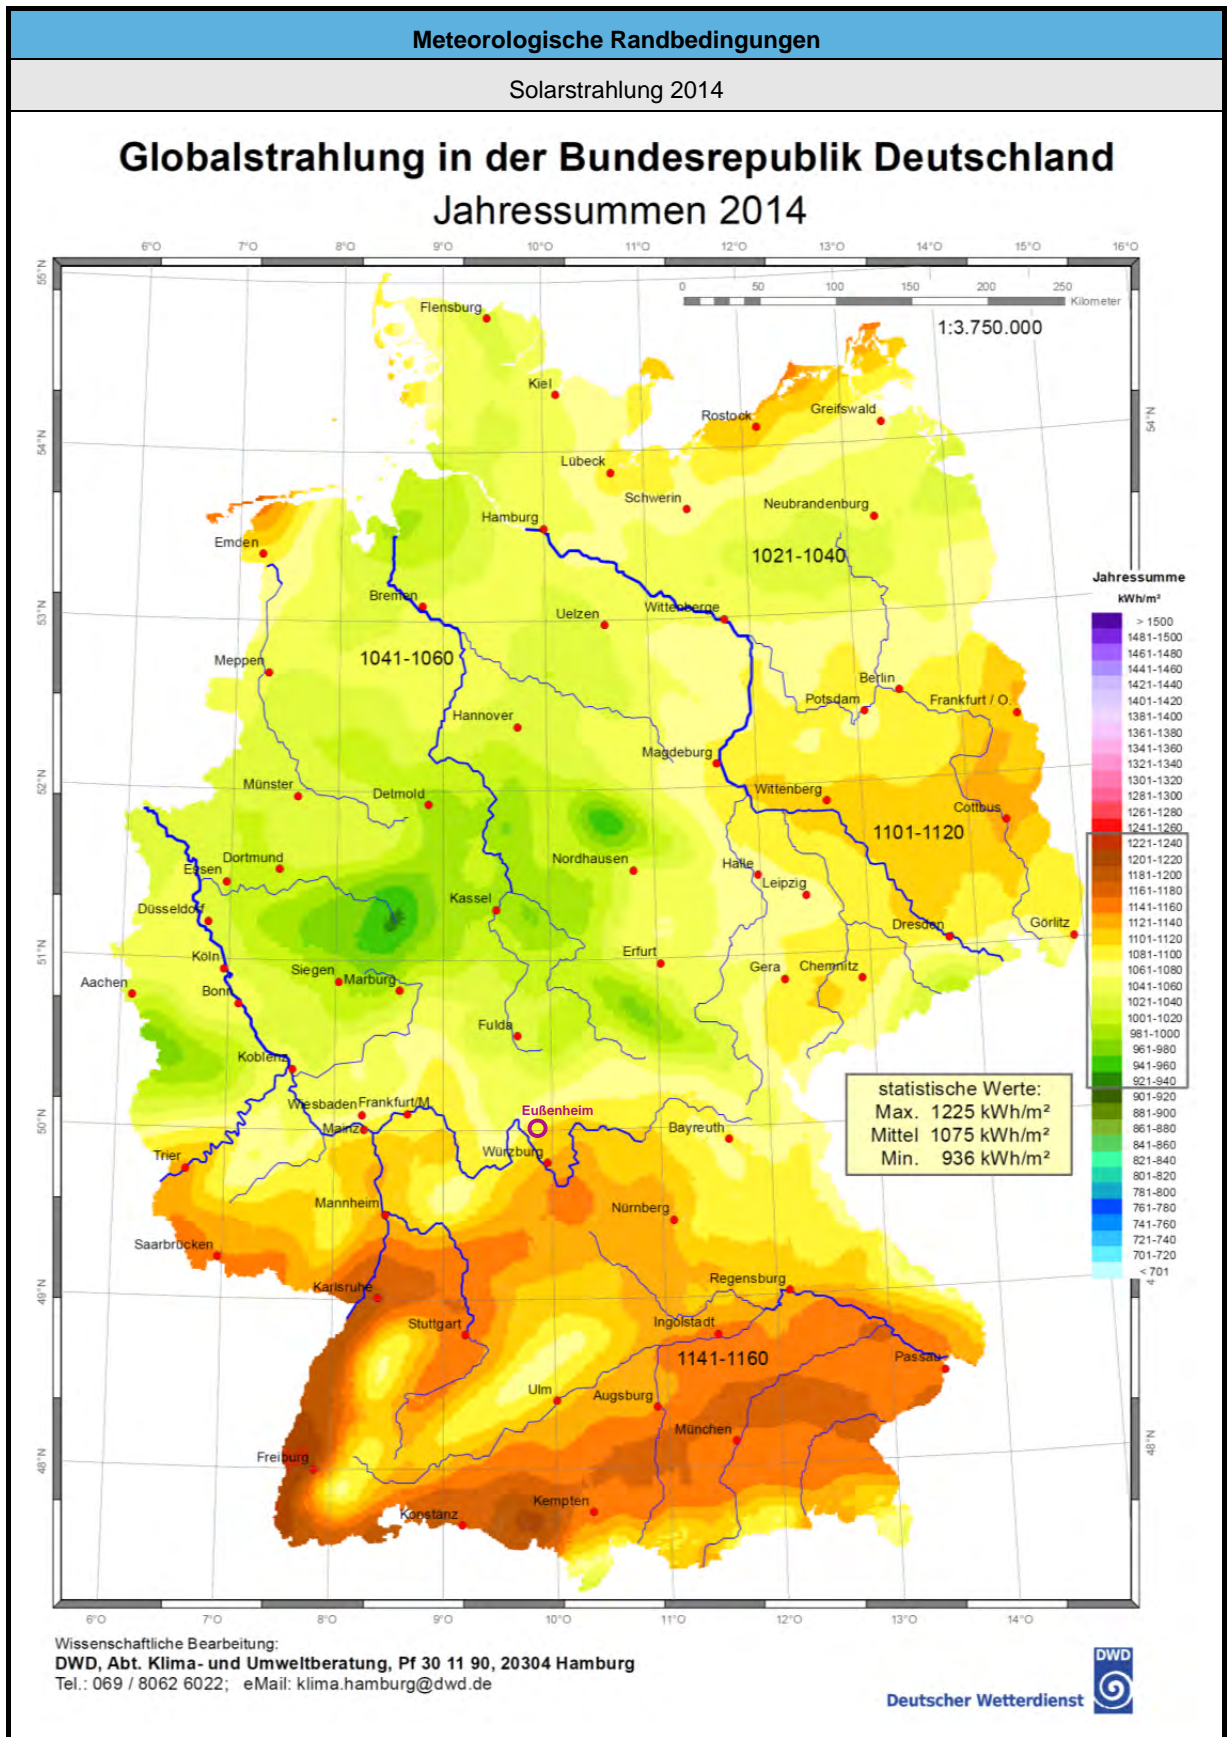 Meteorologische Randbedingungen
Solarstrahlung 2014
Globalstrahlung in der Bundesrepublik Deutschland
Jahressummen 2014
6°O 7°O 8°O 9°O 10°O 11°O 12°O 13°O 14°O 15°O 16°O
55°N
0 50 100 150 200 250 Kilometer
1:3.750.000
Flensburg
Kiel
Rostock
Greifswald
54°N
54°N
Lübeck
Schwerin
Neubrandenburg
Hamburg
Emden
1021-1040
Bremen
Uelzen
Wittenberge
53°N
1041-1060
Meppen
Berlin
Potsdam
Frankfurt / O.
Hannover
Magdeburg
52°N
Münster
Detmold
Wittenberg
Cottbus
1101-1120
Dortmund
Nordhausen
Halle
Essen
Leipzig
Kassel
Düsseldorf
Dresden
Görlitz
51°N
Köln
Erfurt
Siegen
Marburg
Gera
Chemnitz
Aachen
Bonn
Fulda
Koblenz
Wiesbaden
Frankfurt/M.
Eußenheim
50°N
Mainz
Bayreuth
Würzburg
Trier
Mannheim
Nürnberg
Saarbrücken
Karlsruhe
Regensburg
49°N
4
Stuttgart
Ingolstadt
1141-1160
Passau
Ulm
Augsburg
München
48°N
48°N
Freiburg
Kempten
Konstanz
6°O 7°O 8°O 9°O 10°O 11°O 12°O 13°O 14°O
Jahressumme
kWh/m²
> 1500
1481-1500
1461-1480
1441-1460
1421-1440
1401-1420
1381-1400
1361-1380
1341-1360
1321-1340
1301-1320
1281-1300
1261-1280
1241-1260
1221-1240
1201-1220
1181-1200
1161-1180
1141-1160
1121-1140
1101-1120
1081-1100
1061-1080
1041-1060
1021-1040
1001-1020
981-1000
961-980
941-960
921-940
901-920
881-900
861-880
841-860
821-840
801-820
781-800
761-780
741-760
721-740
701-720
< 701
statistische Werte:
Max. 1225 kWh/m²
Mittel 1075 kWh/m²
Min. 936 kWh/m²
Wissenschaftliche Bearbeitung:
DWD, Abt. Klima- und Umweltberatung, Pf 30 11 90, 20304 Hamburg
Tel.: 069 / 8062 6022; eMail: klima.hamburg@dwd.de
Deutscher Wetterdienst
DWD